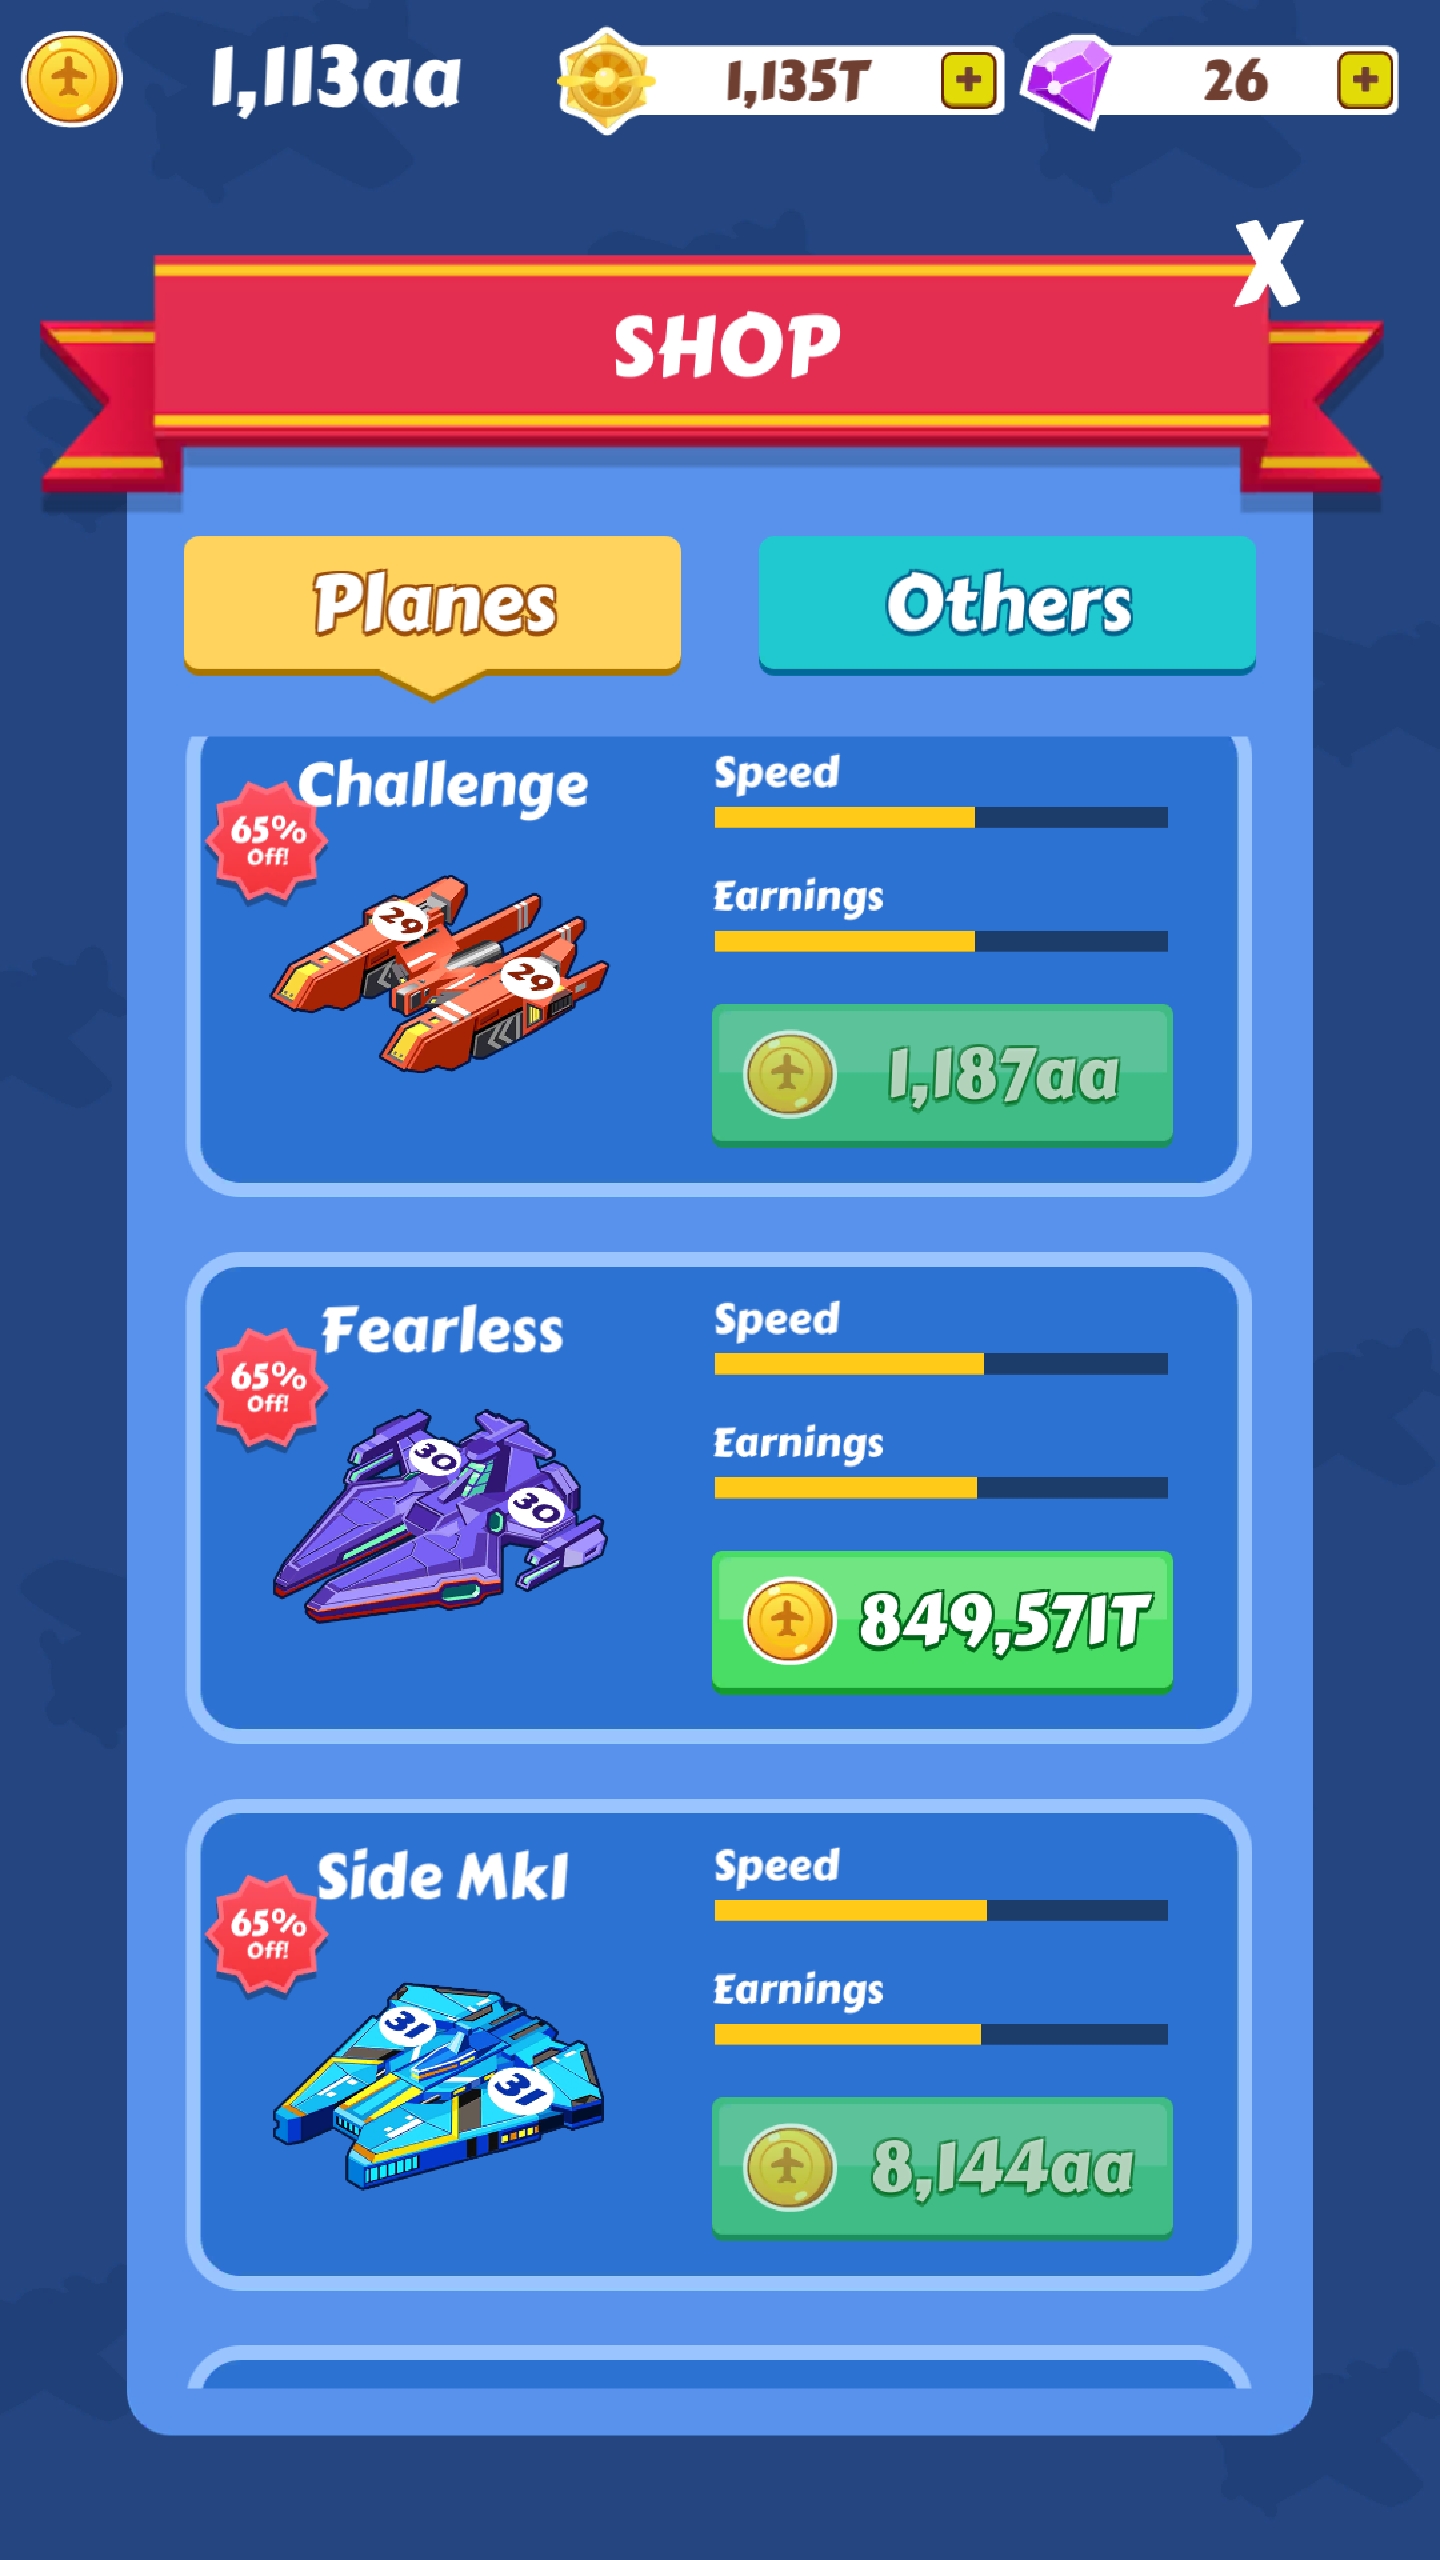 1,113aa
1,135T
+
26
+
X
SHOP
Planes
Others
Challenge
65%
Off!
29
29
Speed
Earnings
1,187aa
Fearless
65%
Off!
30
30
Speed
Earnings
849,571T
Side MkI
65%
Off!
31
31
Speed
Earnings
8,144aa